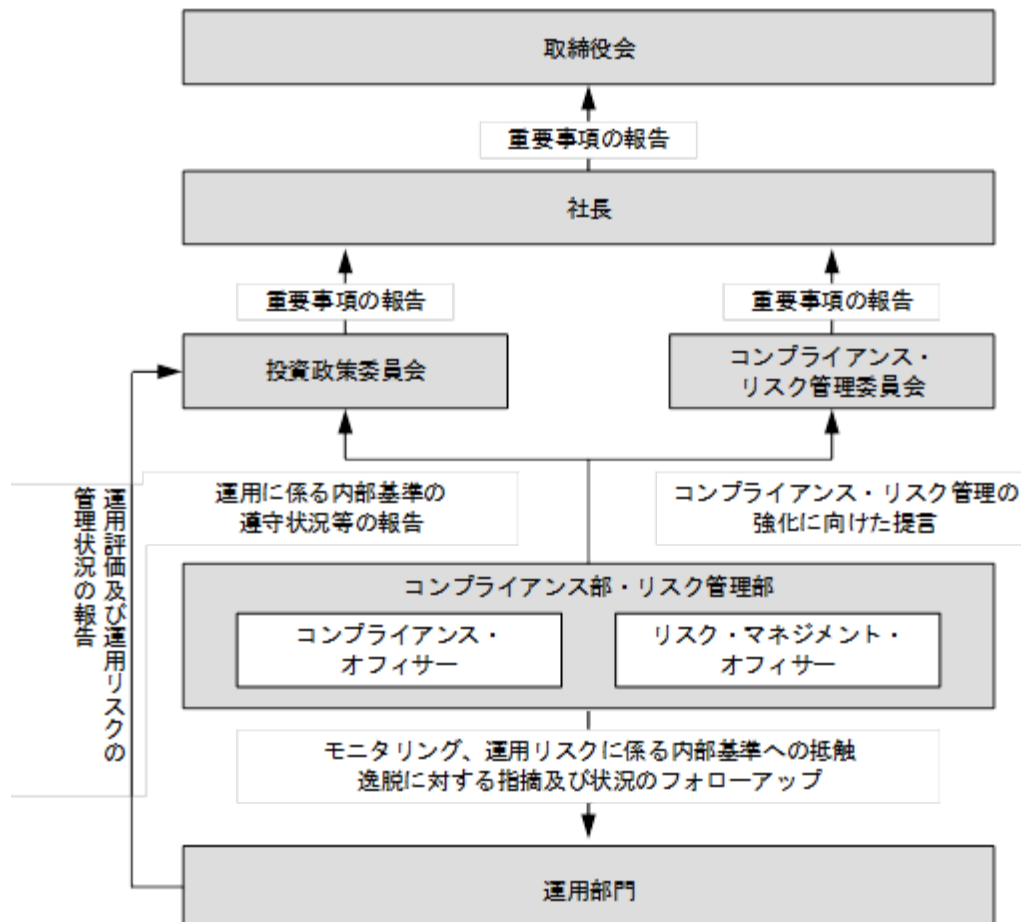 取締役会
重要事項の報告
社長
重要事項の報告
重要事項の報告
投資政策委員会
コンプライアンス・
リスク管理委員会
運用に係る内部基準の
遵守状況等の報告
コンプライアンス・リスク管理の
強化に向けた提言
運用評価及び運用リスクの
管理状況の報告
コンプライアンス部・リスク管理部
コンプライアンス・
オフィサー
リスク・マネジメント・
オフィサー
モニタリング、運用リスクに係る内部基準への抵触
逸脱に対する指摘及び状況のフォローアップ
運用部門